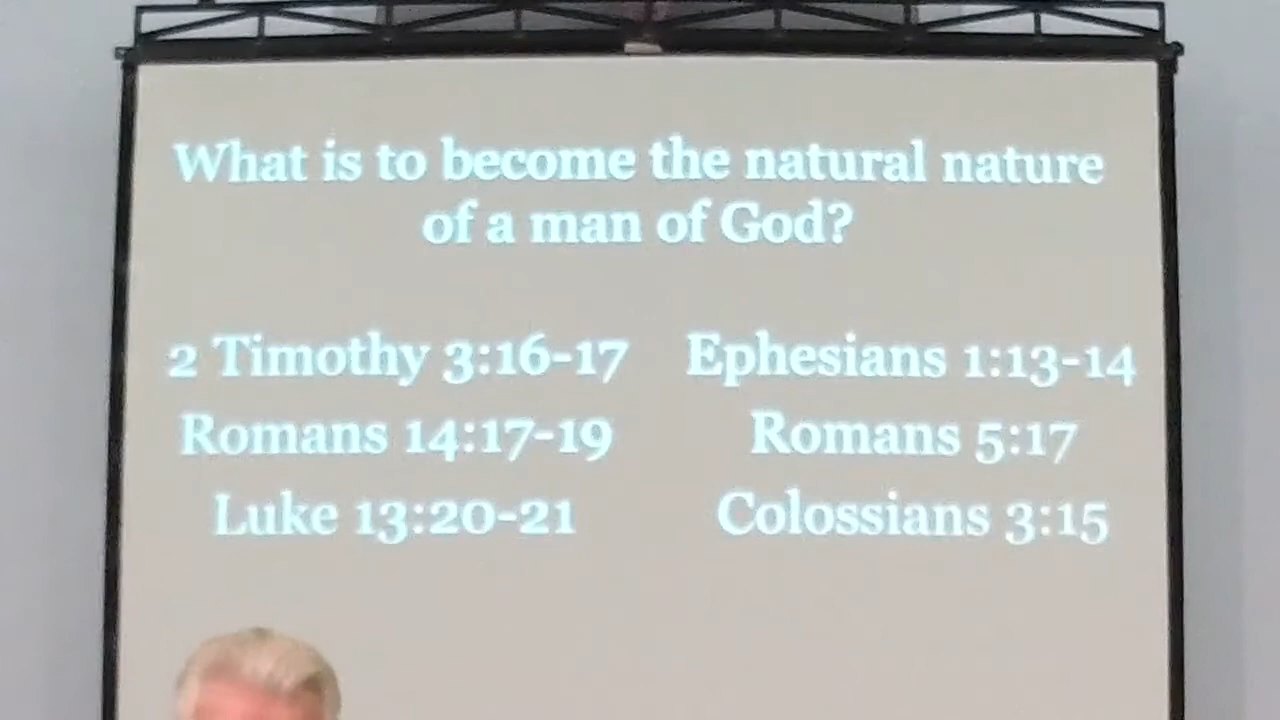 What is to become the natural nature
of a man of God?
2 Timothy 3:16-17 Ephesians 1:13-14
Romans 14:17-19 Romans 5:17
Luke 13:20-21 Colossians 3:15